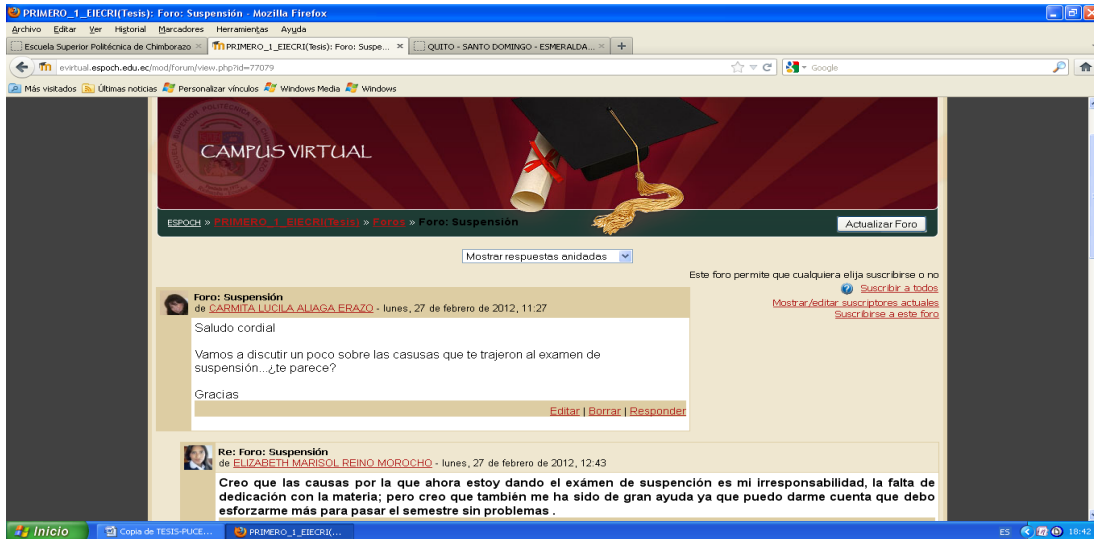 PRIMERO_1_EIECRI(Tesis): Foro: Suspensión - Mozilla Firefox
Archivo Editar Ver Historial Marcadores Herramientas Ayuda
Escuela Superior Politécnica de Chimborazo × PRIMERO_1_EIECRI(Tesis): Foro: Suspe... × QUITO - SANTO DOMINGO - ESMERALDA... × +
evirtual.espoch.edu.ec/mod/forum/view.php?id=77079 Google
Más visitados Últimas noticias Personalizar vínculos Windows Media Windows
CAMPUS VIRTUAL
ESPOCH » PRIMERO_1_EIECRI(Tesis) » Foros » Foro: Suspensión Actualizar Foro
Mostrar respuestas anidadas
Este foro permite que cualquiera elija suscribirse o no
Suscribir a todos
Mostrar/editar suscriptores actuales
Suscribirse a este foro
Foro: Suspensión
de CARMITA LUCILA ALIAGA ERAZO - lunes, 27 de febrero de 2012, 11:27
Saludo cordial
Vamos a discutir un poco sobre las casusas que te trajeron al examen de
suspensión...¿te parece?
Gracias
Editar | Borrar | Responder
Re: Foro: Suspensión
de ELIZABETH MARISOL REINO MOROCHO - lunes, 27 de febrero de 2012, 12:43
Creo que las causas por la que ahora estoy dando el exámen de suspención es mi irresponsabilidad, la falta de
dedicación con la materia; pero creo que también me ha sido de gran ayuda ya que puedo darme cuenta que debo
esforzarme más para pasar el semestre sin problemas .
Inicio Copia de TESIS-PUCE... PRIMERO_1_EIECRI(... ES 18:42